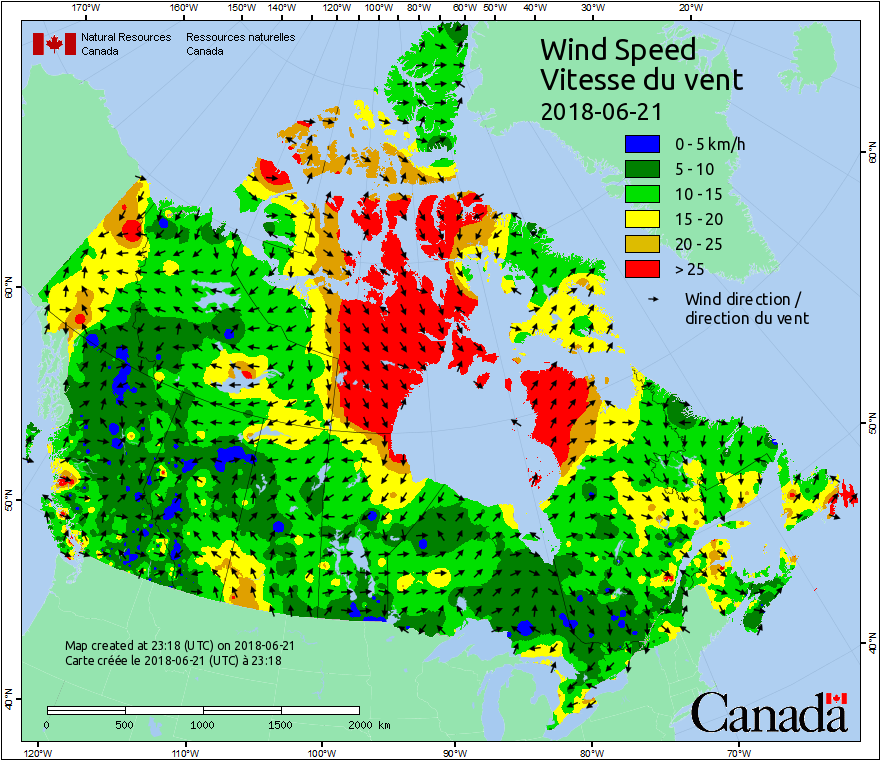 170°W 160°W 150°W 140°W 120°W 100°W 80°W 60°W 50°W 40°W 30°W 20°W
Natural Resources Ressources naturelles
Canada Canada
Wind Speed
Vitesse du vent
2018-06-21
0 - 5 km/h
5 - 10
10 - 15
15 - 20
20 - 25
> 25
Wind direction /
direction du vent
60°N
60°N
50°N
50°N
40°N
40°N
Map created at 23:18 (UTC) on 2018-06-21
Carte créée le 2018-06-21 (UTC) à 23:18
0 500 1000 1500 2000 km
Canada
120°W 110°W 100°W 90°W 80°W 70°W